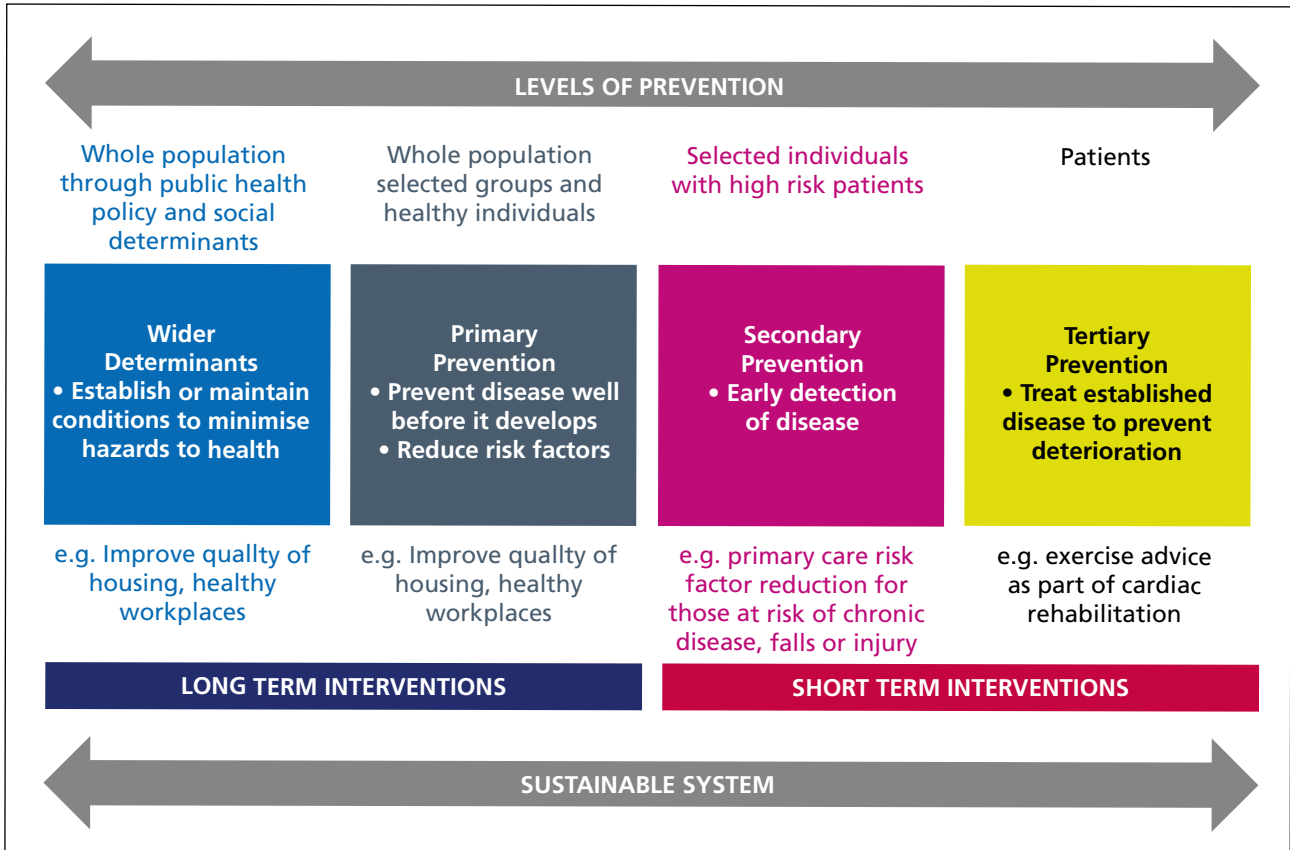 LEVELS OF PREVENTION
Whole population
through public health
policy and social
determinants
Whole population
selected groups and
healthy individuals
Selected individuals
with high risk patients
Patients
Wider
Determinants
• Establish or maintain
conditions to minimise
hazards to health
Primary
Prevention
• Prevent disease well
before it develops
• Reduce risk factors
Secondary
Prevention
• Early detection
of disease
Tertiary
Prevention
• Treat established
disease to prevent
deterioration
e.g. Improve quallty of
housing, healthy
workplaces
e.g. Improve quallty of
housing, healthy
workplaces
e.g. primary care risk
factor reduction for
those at risk of chronic
disease, falls or injury
e.g. exercise advice
as part of cardiac
rehabilitation
LONG TERM INTERVENTIONS
SHORT TERM INTERVENTIONS
SUSTAINABLE SYSTEM